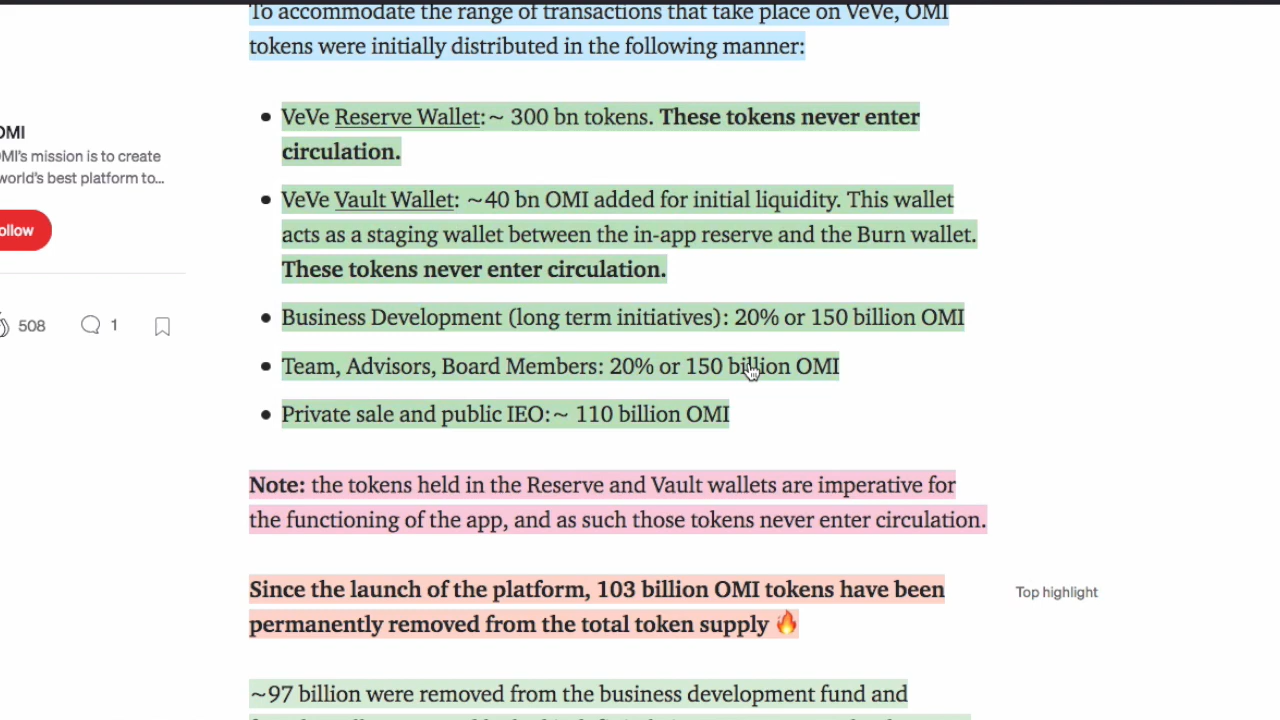 To accommodate the range of transactions that take place on VeVe, OMI
tokens were initially distributed in the following manner:
VeVe Reserve Wallet:~ 300 bn tokens. These tokens never enter
circulation.
VeVe Vault Wallet: ~40 bn OMI added for initial liquidity. This wallet
acts as a staging wallet between the in-app reserve and the Burn wallet.
These tokens never enter circulation.
Business Development (long term initiatives): 20% or 150 billion OMI
Team, Advisors, Board Members: 20% or 150 billion OMI
Private sale and public IEO:~ 110 billion OMI
Note: the tokens held in the Reserve and Vault wallets are imperative for
the functioning of the app, and as such those tokens never enter circulation.
Since the launch of the platform, 103 billion OMI tokens have been
permanently removed from the total token supply 🔥
~97 billion were removed from the business development fund and
OMI
MI's mission is to create
world's best platform to...
ollow
508
1
Top highlight